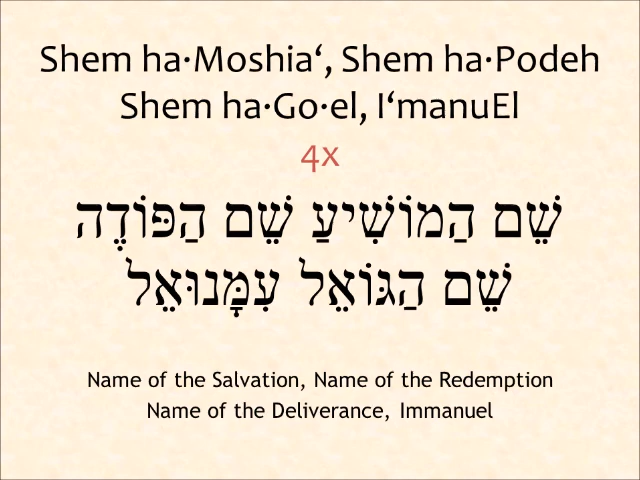 Shem ha·Moshia‘, Shem ha·Podeh
Shem ha·Go·el, I‘manuEl
4x
שֵׁם הַמוֹשִׁיעַ שֵׁם הַפּוֹדֶה
שֵׁם הַגּוֹאֵל עִמָּנוּאֵל
Name of the Salvation, Name of the Redemption
Name of the Deliverance, Immanuel